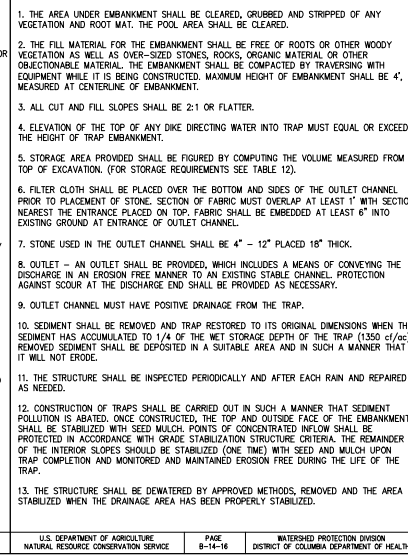 1. THE AREA UNDER EMBANKMENT SHALL BE CLEARED, GRUBBED AND STRIPPED OF ANY
VEGETATION AND ROOT MAT. THE POOL AREA SHALL BE CLEARED.
OR
2. THE FILL MATERIAL FOR THE EMBANKMENT SHALL BE FREE OF ROOTS OR OTHER WOODY
VEGETATION AS WELL AS OVER-SIZED STONES, ROCKS, ORGANIC MATERIAL OR OTHER
OBJECTIONABLE MATERIAL. THE EMBANKMENT SHALL BE COMPACTED BY TRAVERSING WITH
EQUIPMENT WHILE IT IS BEING CONSTRUCTED. MAXIMUM HEIGHT OF EMBANKMENT SHALL BE 4',
MEASURED AT CENTERLINE OF EMBANKMENT.
3. ALL CUT AND FILL SLOPES SHALL BE 2:1 OR FLATTER.
4. ELEVATION OF THE TOP OF ANY DIKE DIRECTING WATER INTO TRAP MUST EQUAL OR EXCEED
THE HEIGHT OF TRAP EMBANKMENT.
5. STORAGE AREA PROVIDED SHALL BE FIGURED BY COMPUTING THE VOLUME MEASURED FROM
TOP OF EXCAVATION. (FOR STORAGE REQUIREMENTS SEE TABLE 12).
6. FILTER CLOTH SHALL BE PLACED OVER THE BOTTOM AND SIDES OF THE OUTLET CHANNEL
PRIOR TO PLACEMENT OF STONE. SECTION OF FABRIC MUST OVERLAP AT LEAST 1' WITH SECTIO
NEAREST THE ENTRANCE PLACED ON TOP. FABRIC SHALL BE EMBEDDED AT LEAST 6" INTO
EXISTING GROUND AT ENTRANCE OF OUTLET CHANNEL.
7. STONE USED IN THE OUTLET CHANNEL SHALL BE 4" - 12" PLACED 18" THICK.
8. OUTLET - AN OUTLET SHALL BE PROVIDED, WHICH INCLUDES A MEANS OF CONVEYING THE
DISCHARGE IN AN EROSION FREE MANNER TO AN EXISTING STABLE CHANNEL. PROTECTION
AGAINST SCOUR AT THE DISCHARGE END SHALL BE PROVIDED AS NECESSARY.
9. OUTLET CHANNEL MUST HAVE POSITIVE DRAINAGE FROM THE TRAP.
10. SEDIMENT SHALL BE REMOVED AND TRAP RESTORED TO ITS ORIGINAL DIMENSIONS WHEN TH
SEDIMENT HAS ACCUMULATED TO 1/4 OF THE WET STORAGE DEPTH OF THE TRAP (1350 cf/ac)
REMOVED SEDIMENT SHALL BE DEPOSITED IN A SUITABLE AREA AND IN SUCH A MANNER THAT
IT WILL NOT ERODE.
11. THE STRUCTURE SHALL BE INSPECTED PERIODICALLY AND AFTER EACH RAIN AND REPAIRED
AS NEEDED.
12. CONSTRUCTION OF TRAPS SHALL BE CARRIED OUT IN SUCH A MANNER THAT SEDIMENT
POLLUTION IS ABATED. ONCE CONSTRUCTED, THE TOP AND OUTSIDE FACE OF THE EMBANKMENT
SHALL BE STABILIZED WITH SEED MULCH. POINTS OF CONCENTRATED INFLOW SHALL BE
PROTECTED IN ACCORDANCE WITH GRADE STABILIZATION STRUCTURE CRITERIA. THE REMAINDER
OF THE INTERIOR SLOPES SHOULD BE STABILIZED (ONE TIME) WITH SEED AND MULCH UPON
TRAP COMPLETION AND MONITORED AND MAINTAINED EROSION FREE DURING THE LIFE OF THE
TRAP.
13. THE STRUCTURE SHALL BE DEWATERED BY APPROVED METHODS, REMOVED AND THE AREA
STABILIZED WHEN THE DRAINAGE AREA HAS BEEN PROPERLY STABILIZED.
U.S. DEPARTMENT OF AGRICULTURE
NATURAL RESOURCE CONSERVATION SERVICE
PAGE
B-14-16
WATERSHED PROTECTION DIVISION
DISTRICT OF COLUMBIA DEPARTMENT OF HEALTH